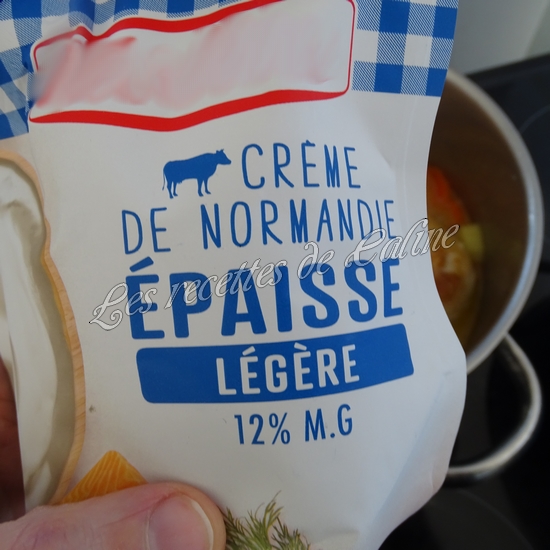 CRÈME
DE NORMANDIE
ÉPAISSE
Les recettes de Caline
LÉGÈRE
12% M.G